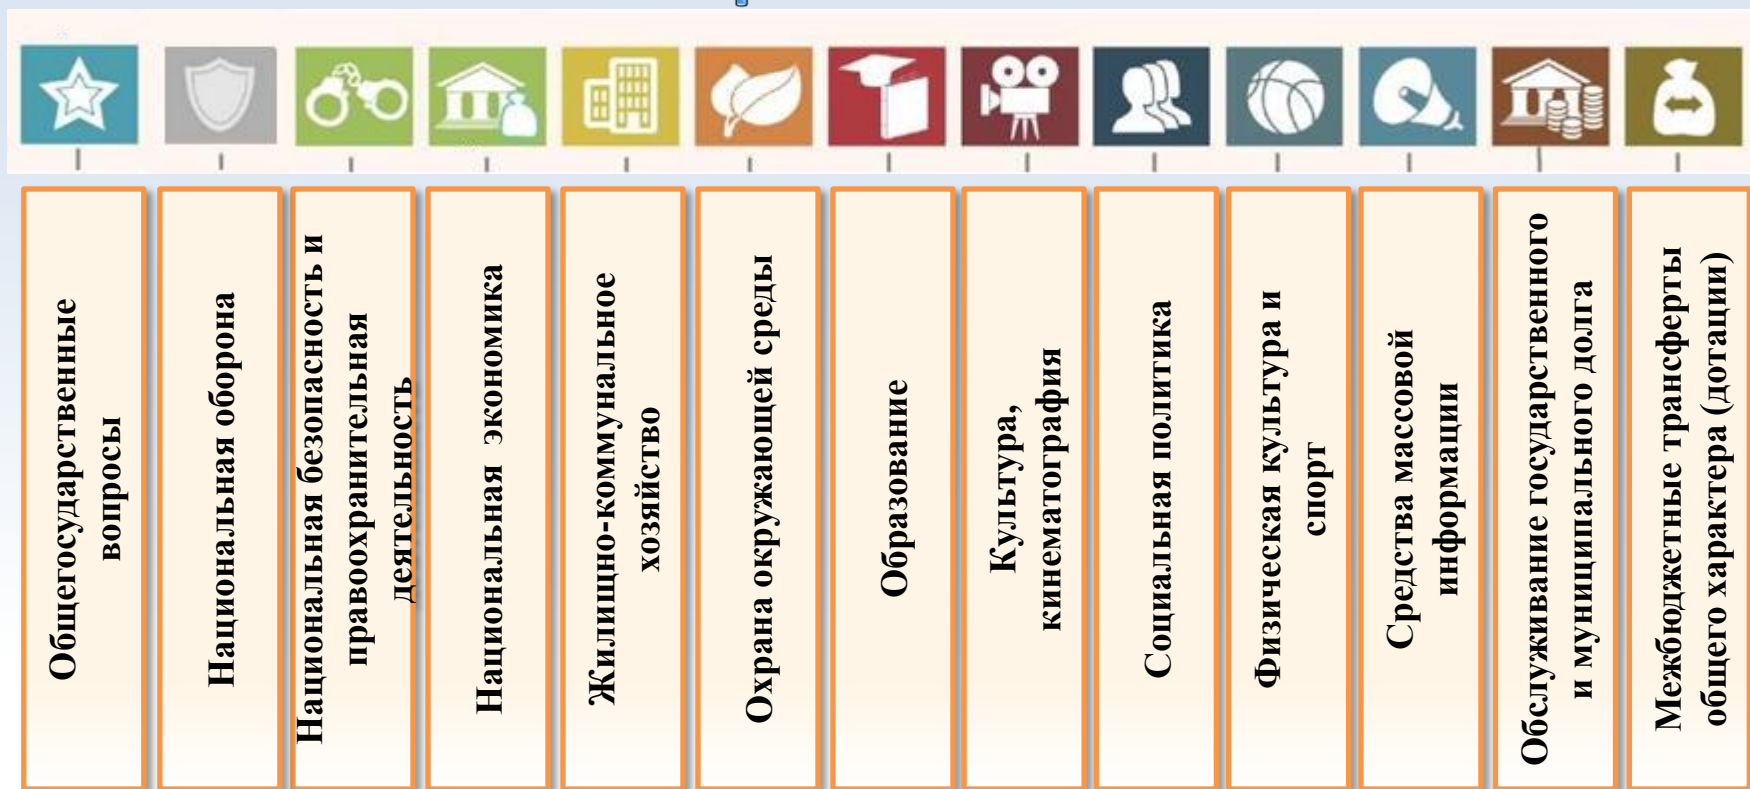 Общегосударственные
вопросы
Национальная оборона
Национальная безопасность и
правоохранительная
деятельность
Национальная экономика
Жилищно-коммунальное
хозяйство
Охрана окружающей среды
Образование
Культура,
кинематография
Социальная политика
Физическая культура и
спорт
Средства массовой
информации
Обслуживание государственного
и муниципального долга
Межбюджетные трансферты
общего характера (дотации)